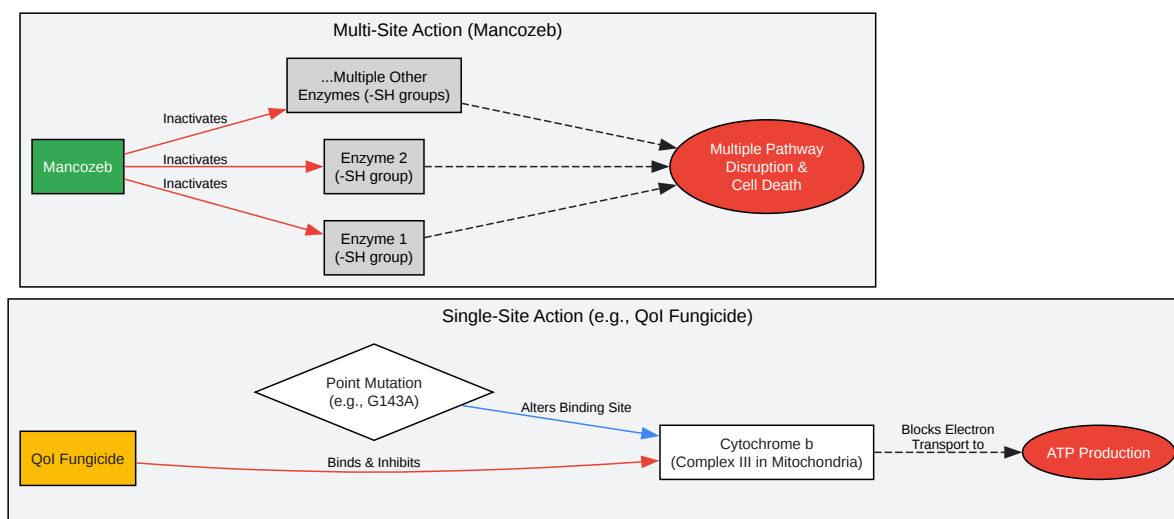 Multi-Site Action (Mancozeb)
...Multiple Other
Enzymes (-SH groups)
Inactivates
Mancozeb
Inactivates
Enzyme 2
(-SH group)
Multiple Pathway
Disruption &
Cell Death
Inactivates
Enzyme 1
(-SH group)
Single-Site Action (e.g., QoI Fungicide)
Point Mutation
(e.g., G143A)
Alters Binding Site
QoI Fungicide
Binds & Inhibits
Cytochrome b
(Complex III in Mitochondria)
Blocks Electron
Transport to
ATP Production